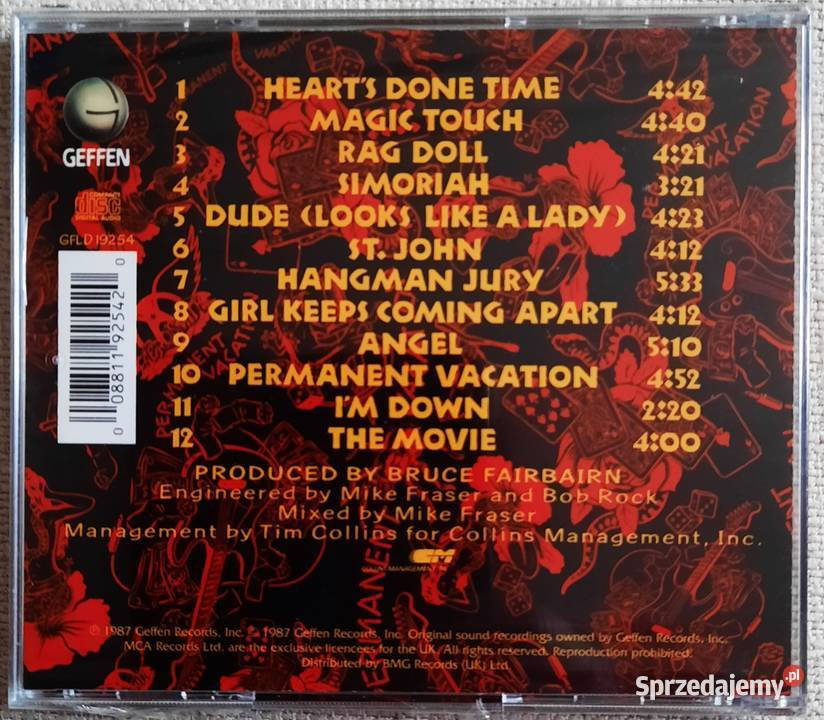 GEFFEN
COMPACT
disc
DIGITAL AUDIO
GFLD 19254
0 08811 92542 0
1 HEART'S DONE TIME 4:42
2 MAGIC TOUCH 4:40
3 RAG DOLL 4:21
4 SIMORIAH 3:21
5 DUDE (LOOKS LIKE A LADY) 4:23
6 ST. JOHN 4:12
7 HANGMAN JURY 5:33
8 GIRL KEEPS COMING APART 4:12
9 ANGEL 5:10
10 PERMANENT VACATION 4:52
11 I'M DOWN 2:20
12 THE MOVIE 4:00
PRODUCED BY BRUCE FAIRBAIRN
Engineered by Mike Fraser and Bob Rock
Mixed by Mike Fraser
Management by Tim Collins for Collins Management, Inc.
℗ 1987 Geffen Records, Inc. 1987 Geffen Records, Inc. Original sound recordings owned by Geffen Records, Inc.
MCA Records Ltd. are the exclusive licencees for the UK. All rights reserved. Reproduction prohibited.
Distributed by BMG Records (UK) Ltd.
PERMANENT VACATION
PERMANENT VACATION
Sprzedajemy.pl